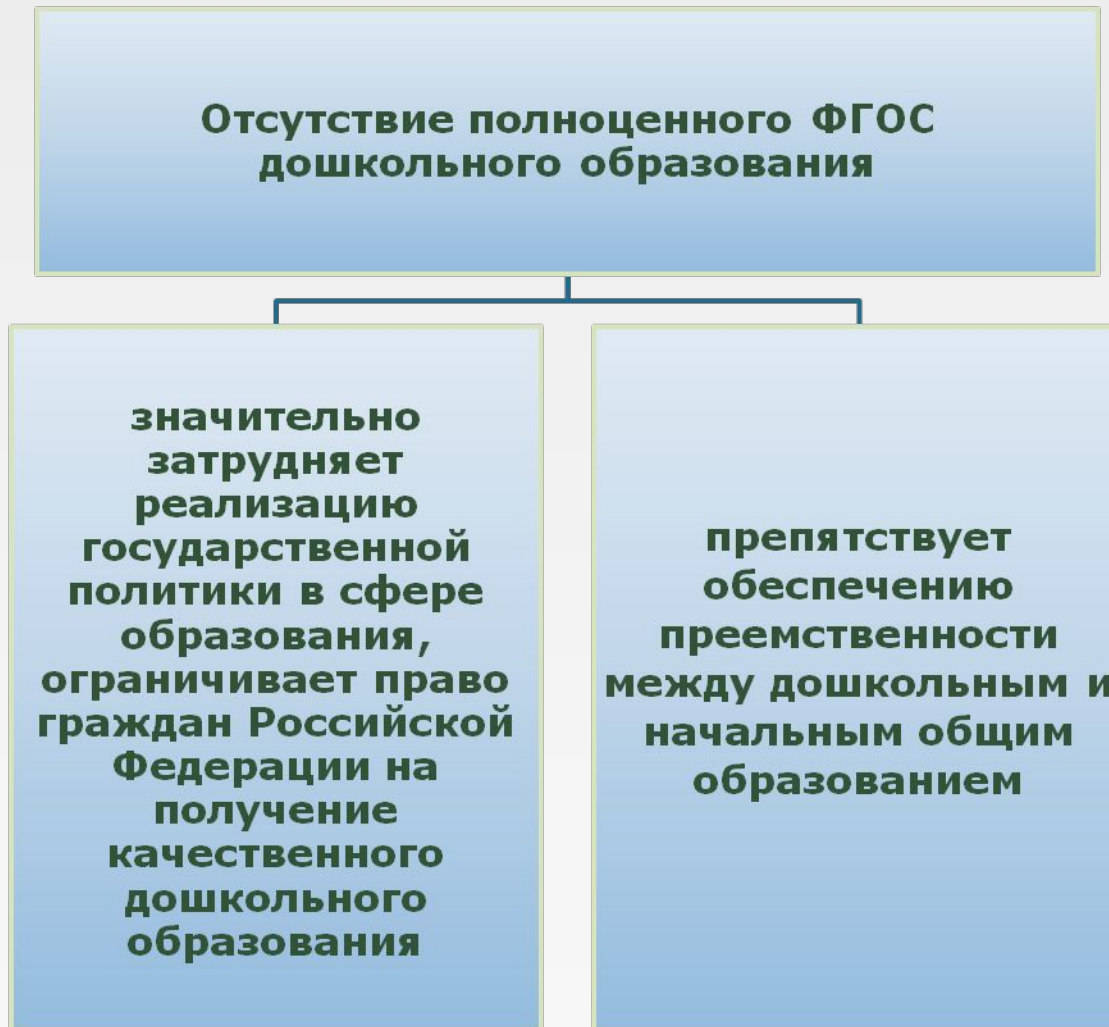 Отсутствие полноценного ФГОС
дошкольного образования
значительно
затрудняет
реализацию
государственной
политики в сфере
образования,
ограничивает право
граждан Российской
Федерации на
получение
качественного
дошкольного
образования
препятствует
обеспечению
преемственности
между дошкольным и
начальным общим
образованием